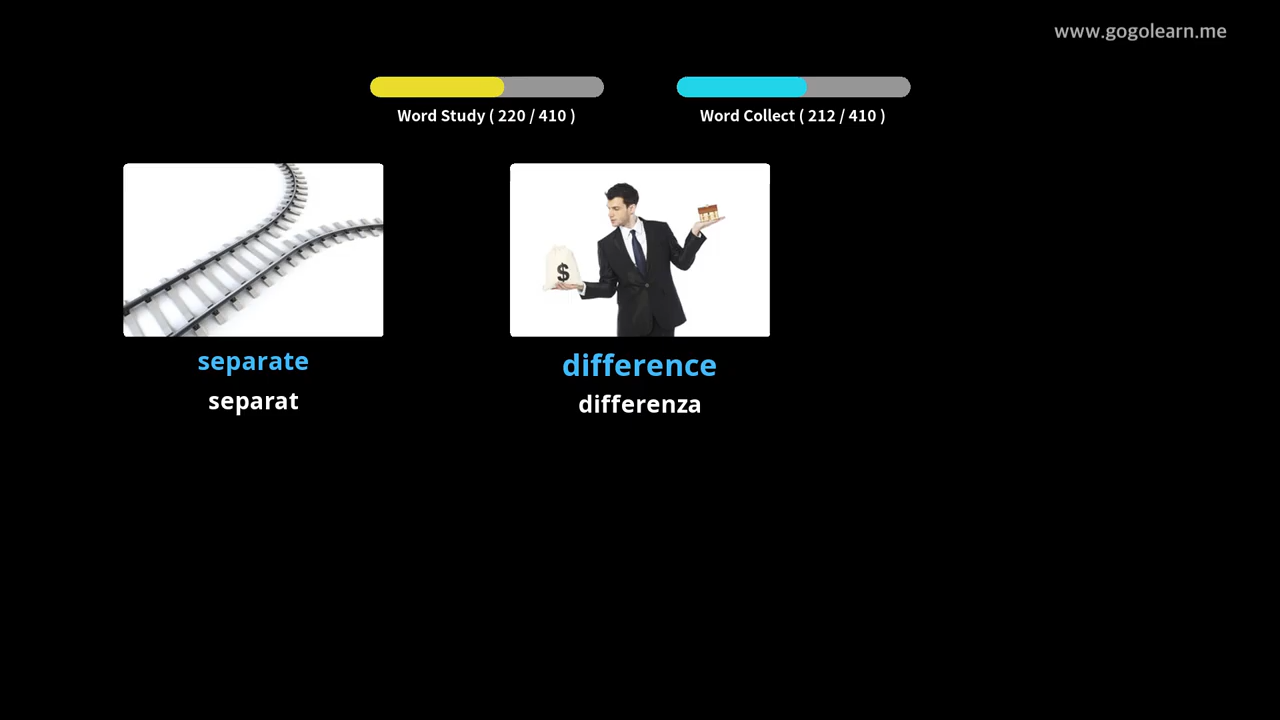 www.gogolearn.me
Word Study ( 220 / 410 )
Word Collect ( 212 / 410 )
$
separate
separat
difference
differenza